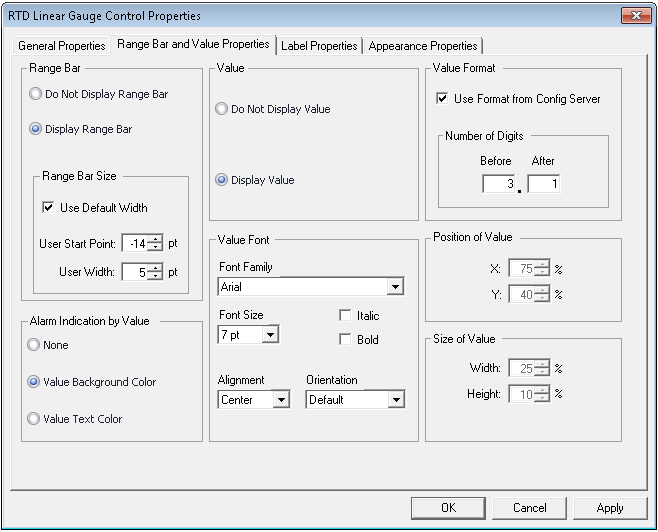 RTD Linear Gauge Control Properties
General Properties Range Bar and Value Properties Label Properties Appearance Properties
Range Bar
Do Not Display Range Bar
Display Range Bar
Range Bar Size
Use Default Width
User Start Point: -14 pt
User Width: 5 pt
Alarm Indication by Value
None
Value Background Color
Value Text Color
Value
Do Not Display Value
Display Value
Value Font
Font Family
Arial
Font Size
7 pt
Italic
Bold
Alignment Orientation
Center Default
Value Format
Use Format from Config Server
Number of Digits
Before After
3 . 1
Position of Value
X: 75 %
Y: 40 %
Size of Value
Width: 25 %
Height: 10 %
OK Cancel Apply